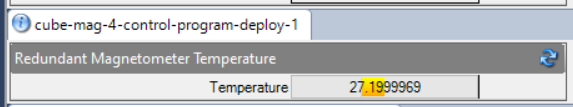 cube-mag-4-control-program-deploy-1
Redundant Magnetometer Temperature
Temperature 27.1999969